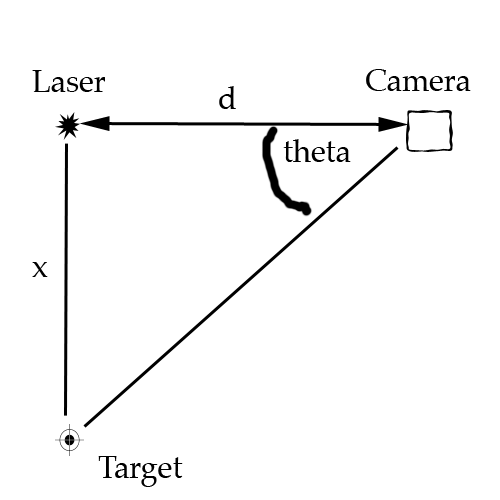 Laser
Camera
d
theta
x
Target